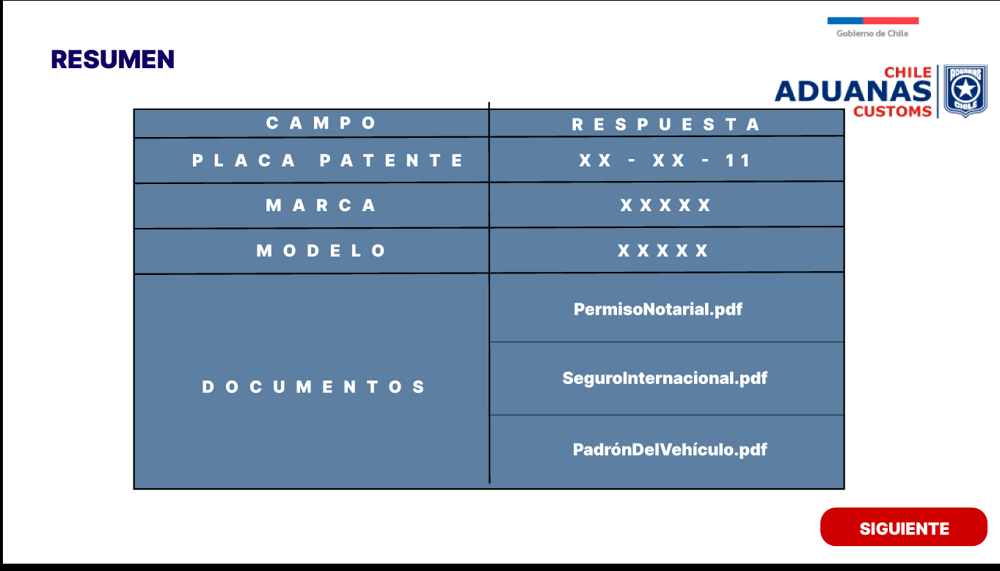 Gobierno de Chile
RESUMEN
CHILE
ADUANAS
CUSTOMS
ADUANAS
CHILE
CAMPO RESPUESTA
PLACA PATENTE XX - XX - 11
MARCA XXXXX
MODELO XXXXX
DOCUMENTOS
PermisoNotarial.pdf
SeguroInternacional.pdf
PadrónDelVehículo.pdf
SIGUIENTE